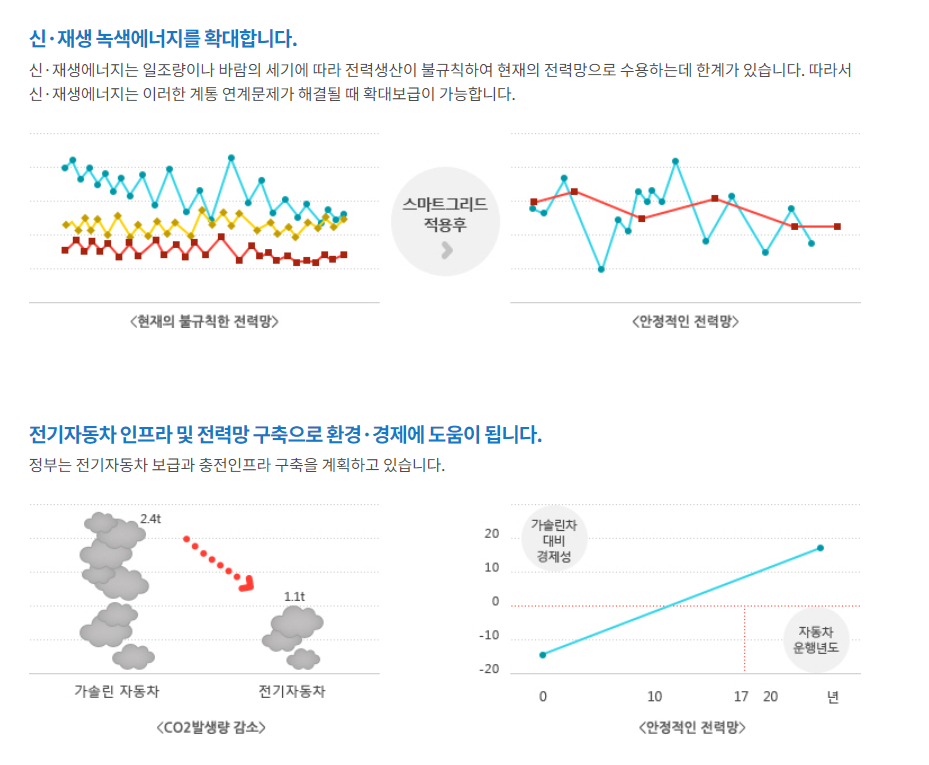 신·재생 녹색에너지를 확대합니다.
신·재생에너지는 일조량이나 바람의 세기에 따라 전력생산이 불규칙하여 현재의 전력망으로 수용하는데 한계가 있습니다. 따라서
신·재생에너지는 이러한 계통 연계문제가 해결될 때 확대보급이 가능합니다.
스마트그리드
적용후
<현재의 불규칙한 전력망>
<안정적인 전력망>
전기자동차 인프라 및 전력망 구축으로 환경·경제에 도움이 됩니다.
정부는 전기자동차 보급과 충전인프라 구축을 계획하고 있습니다.
2.4t
1.1t
가솔린 자동차
전기자동차
<CO2발생량 감소>
가솔린차
대비
경제성
20
10
0
-10
-20
자동차
운행년도
0 10 17 20 년
<안정적인 전력망>